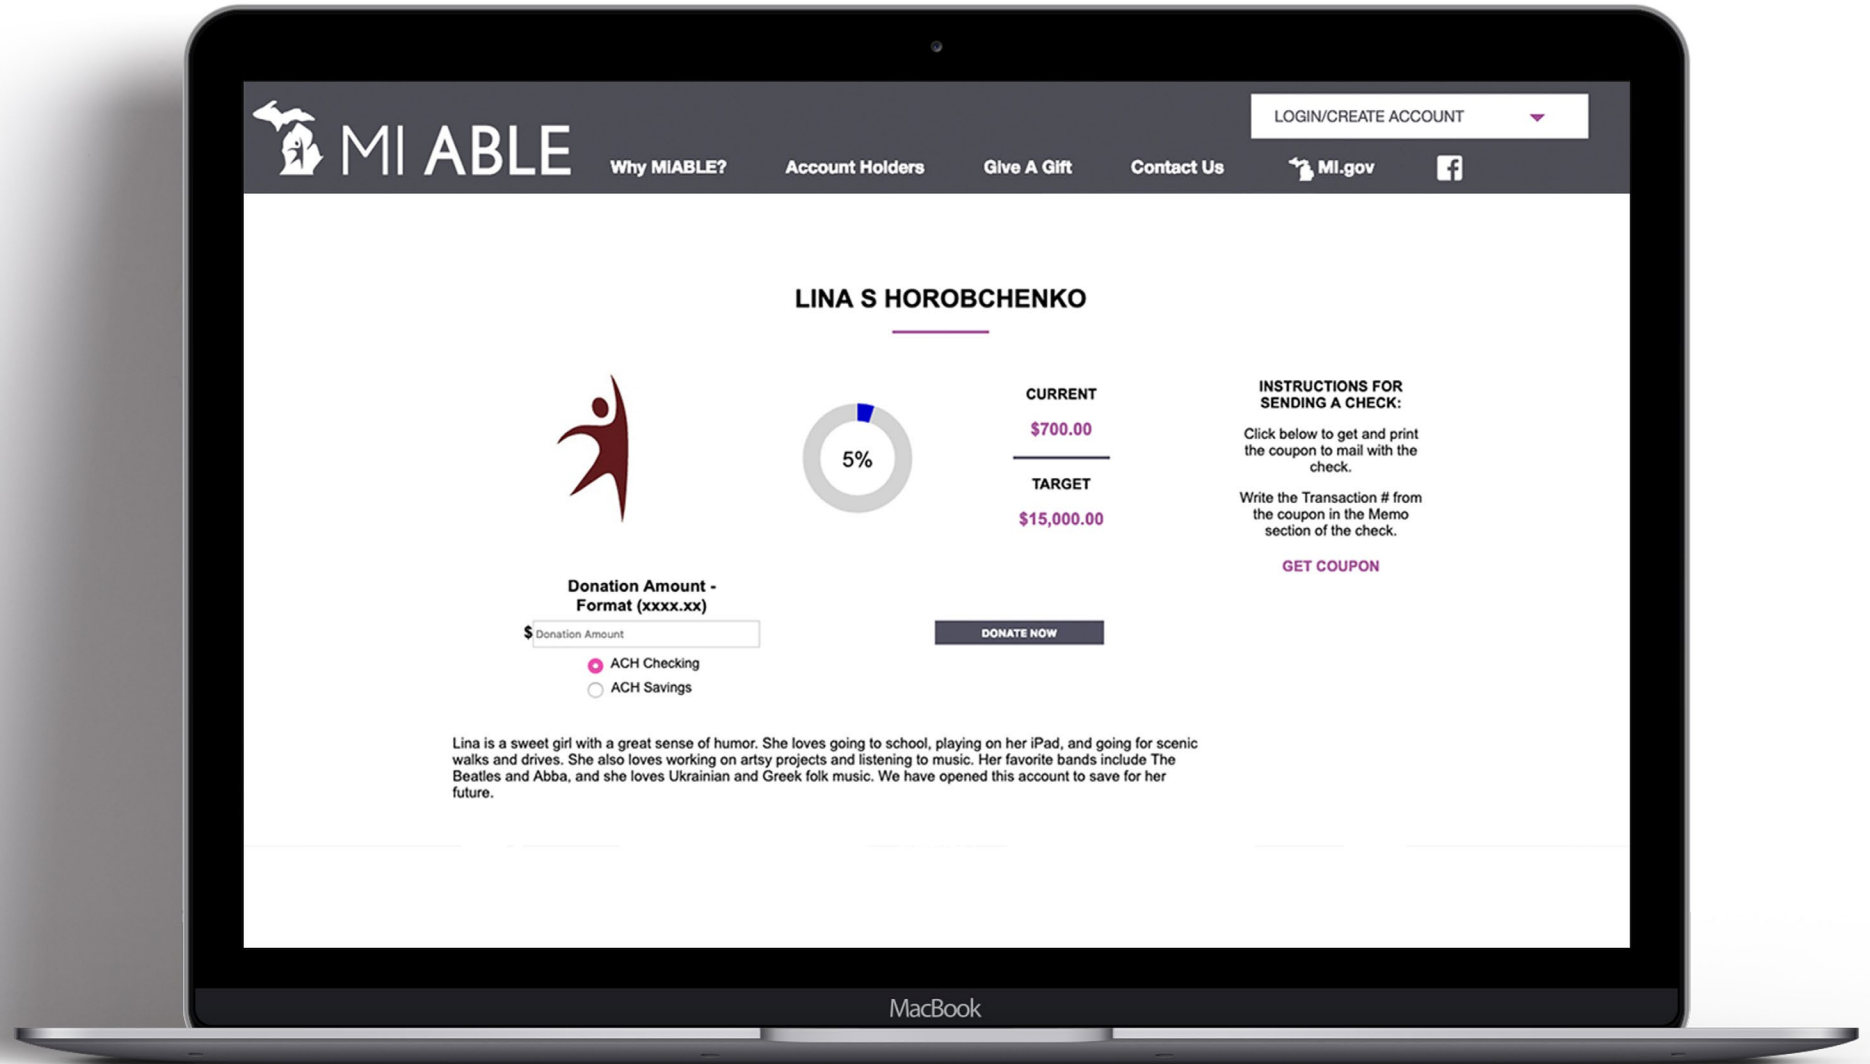 LOGIN/CREATE ACCOUNT
MI ABLE
Why MiABLE?
Account Holders
Give A Gift
Contact Us
MI.gov
LINA S HOROBCHENKO
5%
CURRENT
$700.00
TARGET
$15,000.00
INSTRUCTIONS FOR
SENDING A CHECK:
Click below to get and print
the coupon to mail with the
check.
Write the Transaction # from
the coupon in the Memo
section of the check.
GET COUPON
Donation Amount -
Format (xxxx.xx)
$ Donation Amount
ACH Checking
ACH Savings
DONATE NOW
Lina is a sweet girl with a great sense of humor. She loves going to school, playing on her iPad, and going for scenic
walks and drives. She also loves working on artsy projects and listening to music. Her favorite bands include The
Beatles and Abba, and she loves Ukrainian and Greek folk music. We have opened this account to save for her
future.
MacBook